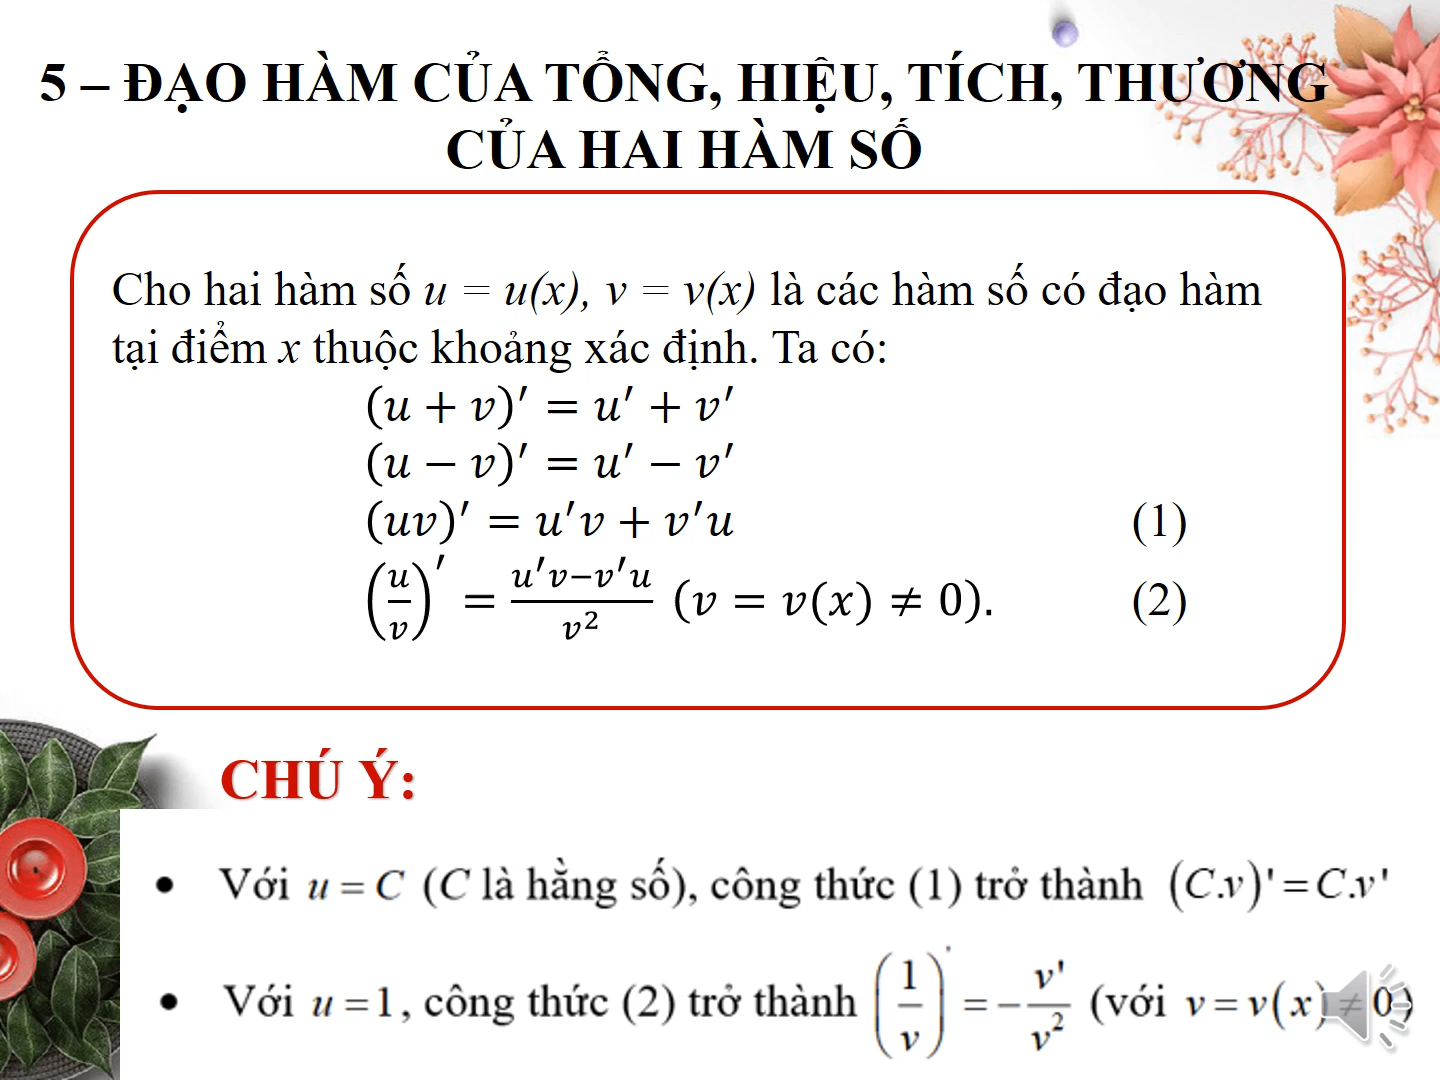 5 – ĐẠO HÀM CỦA TỔNG, HIỆU, TÍCH, THƯƠNG
CỦA HAI HÀM SỐ
Cho hai hàm số u = u(x), v = v(x) là các hàm số có đạo hàm
tại điểm x thuộc khoảng xác định. Ta có:
(u + v)′ = u′ + v′
(u − v)′ = u′ − v′
(uv)′ = u′v + v′u (1)
(u/v)′ = (u′v−v′u)/v² (v = v(x) ≠ 0). (2)
CHÚ Ý:
• Với u = C (C là hằng số), công thức (1) trở thành (C.v)' = C.v'
• Với u = 1, công thức (2) trở thành (1/v)' = −v'/v² (với v = v(x) ≠ 0)